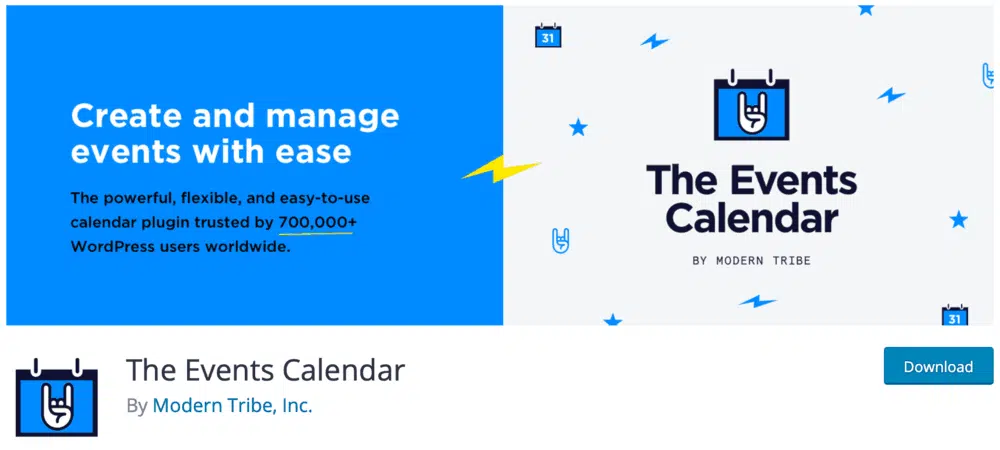 Create and manage
events with ease
The powerful, flexible, and easy-to-use
calendar plugin trusted by 700,000+
WordPress users worldwide.
31
The Events
Calendar
BY MODERN TRIBE
31
The Events Calendar
By Modern Tribe, Inc.
Download